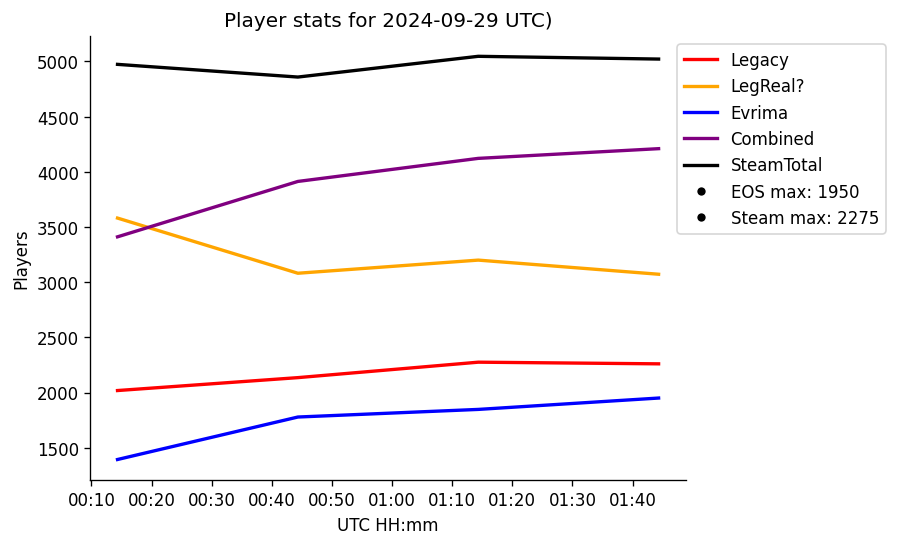 Player stats for 2024-09-29 UTC)
Players
5000
4500
4000
3500
3000
2500
2000
1500
00:10 00:20 00:30 00:40 00:50 01:00 01:10 01:20 01:30 01:40
UTC HH:mm
Legacy
LegReal?
Evrima
Combined
SteamTotal
EOS max: 1950
Steam max: 2275